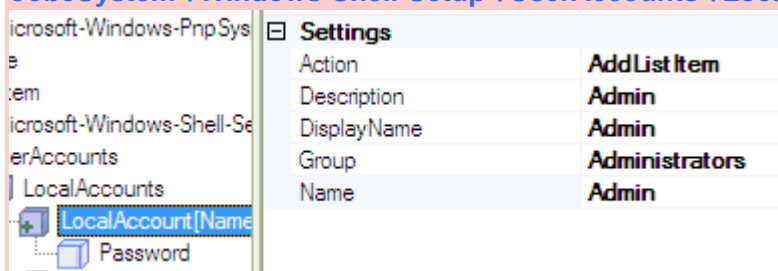 icrosoft-Windows-PnpSys
e
em
icrosoft-Windows-Shell-Se
erAccounts
LocalAccounts
LocalAccount[Name
Password
Settings
Action AddListItem
Description Admin
DisplayName Admin
Group Administrators
Name Admin